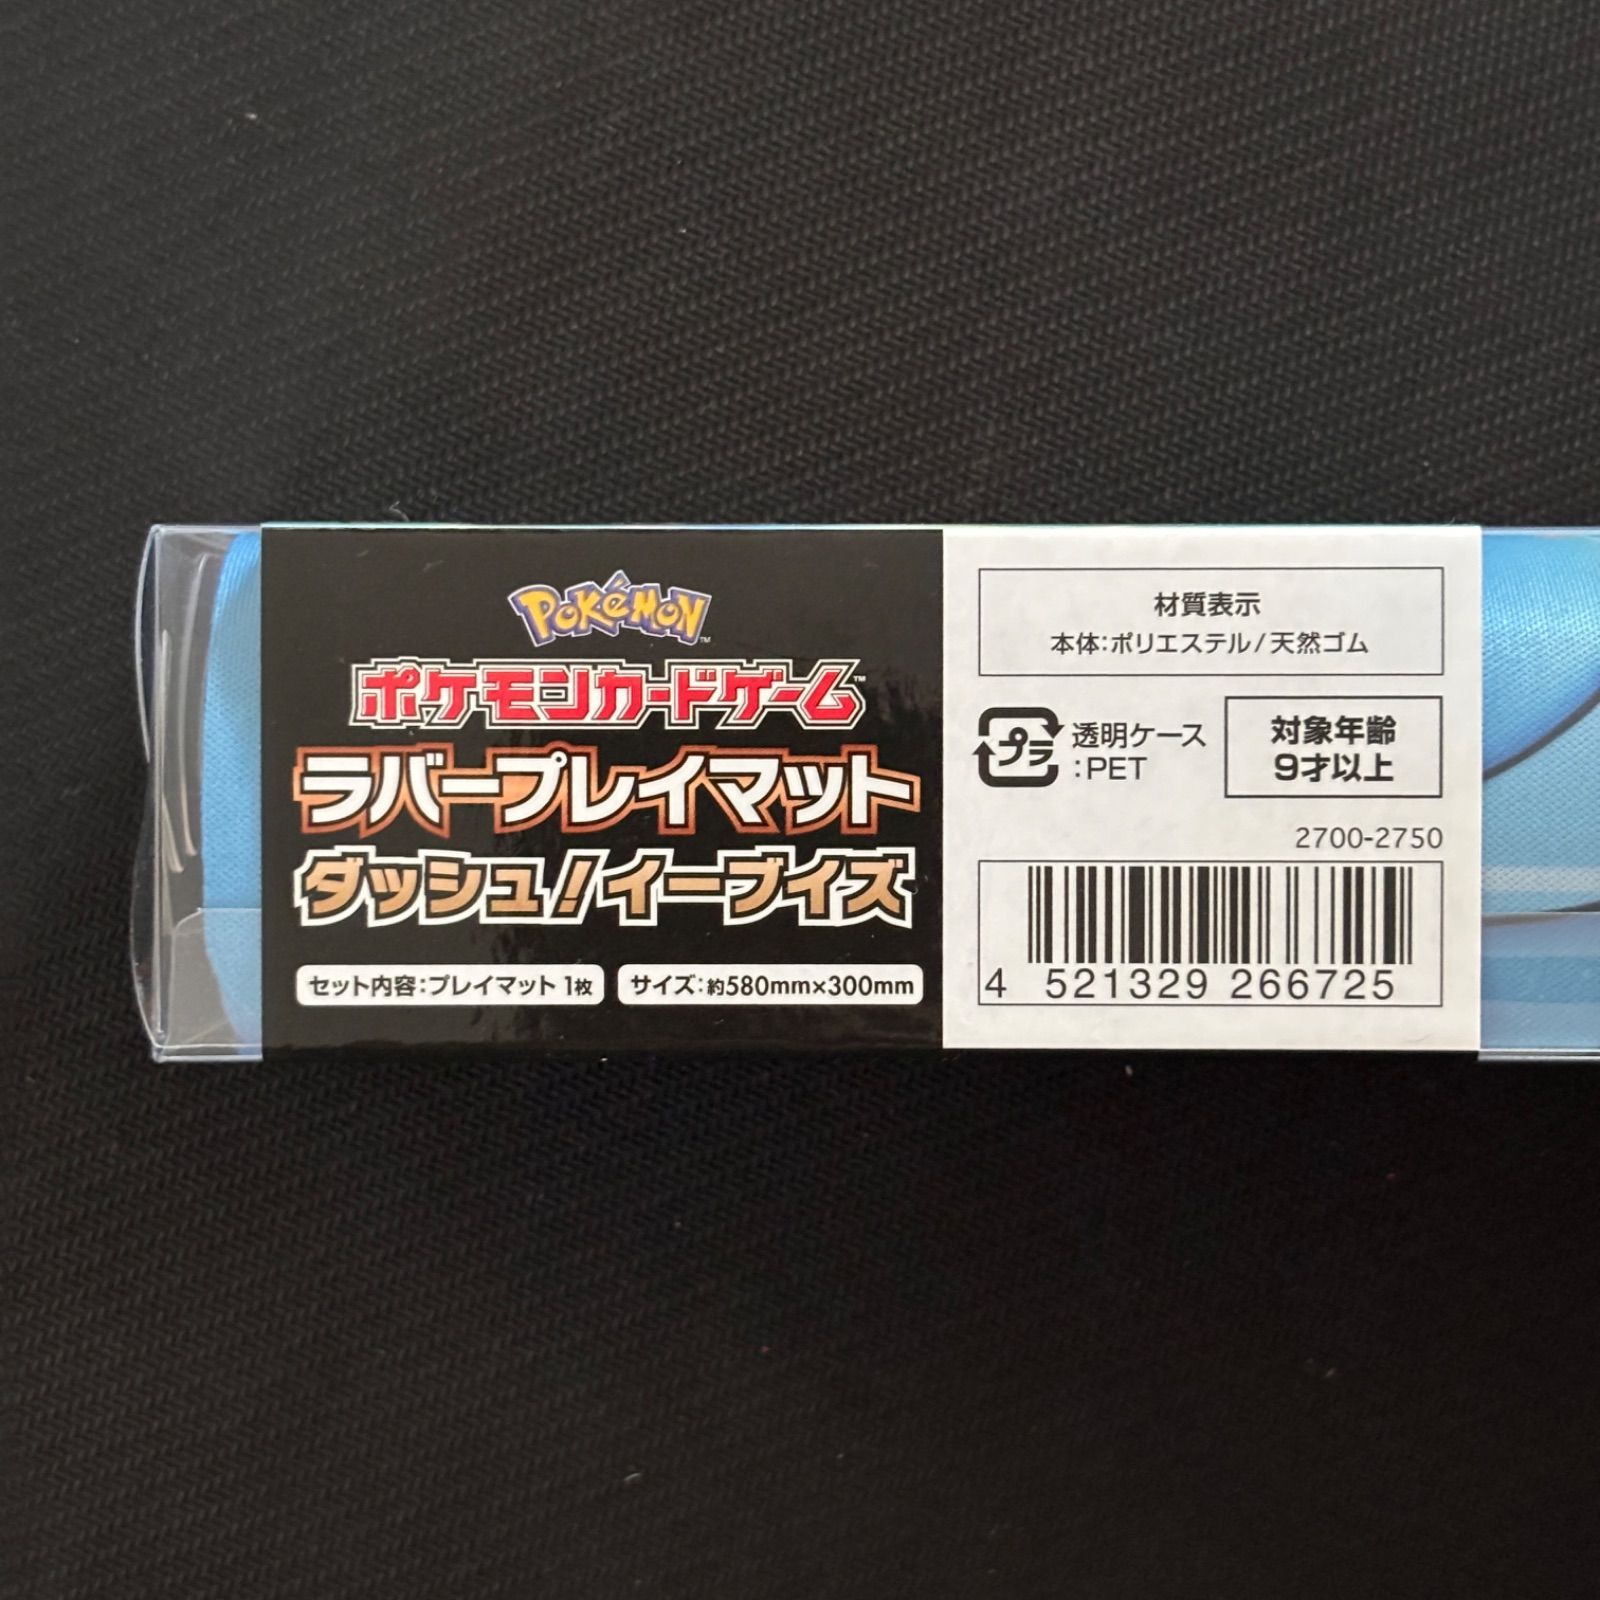 POKéMON™
ポケモンカードゲーム™
ラバープレイマット
ダッシュ!イーブイズ
セット内容:プレイマット 1枚
サイズ:約580mm×300mm
材質表示
本体:ポリエステル/天然ゴム
プラ
透明ケース
:PET
対象年齢
9才以上
2700-2750
4 521329 266725